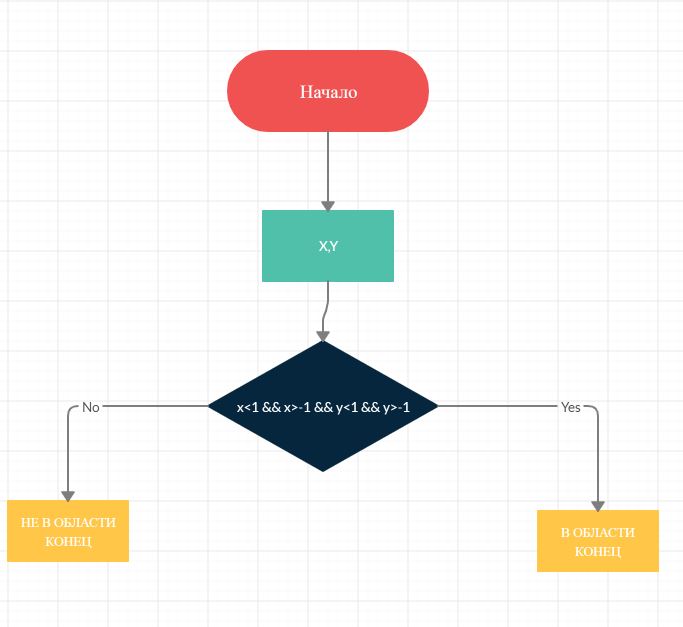 Начало
X,Y
x<1 && x>-1 && y<1 && y>-1
No
Yes
НЕ В ОБЛАСТИ
КОНЕЦ
В ОБЛАСТИ
КОНЕЦ